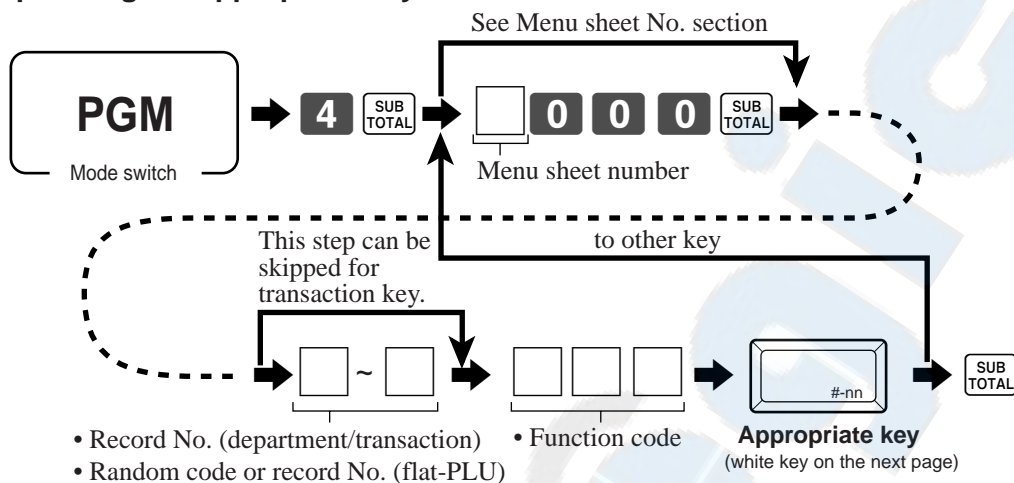 See Menu sheet No. section
PGM
Mode switch
4 SUB TOTAL 0 0 0 SUB TOTAL
Menu sheet number
This step can be
skipped for
transaction key.
to other key
~
#-nn
SUB TOTAL
• Record No. (department/transaction)
• Random code or record No. (flat-PLU)
• Function code
Appropriate key
(white key on the next page)